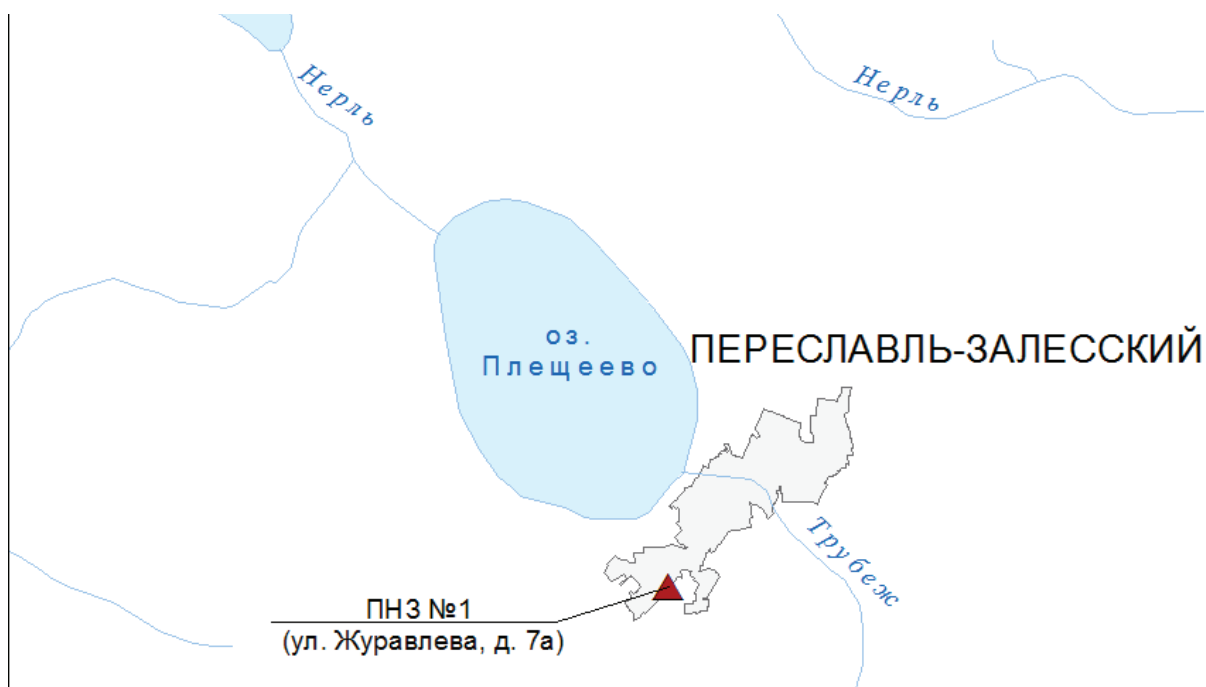 Нерль
Нерль
оз.
Плещеево
ПЕРЕСЛАВЛЬ-ЗАЛЕССКИЙ
Трубеж
ПНЗ №1
(ул. Журавлева, д. 7а)